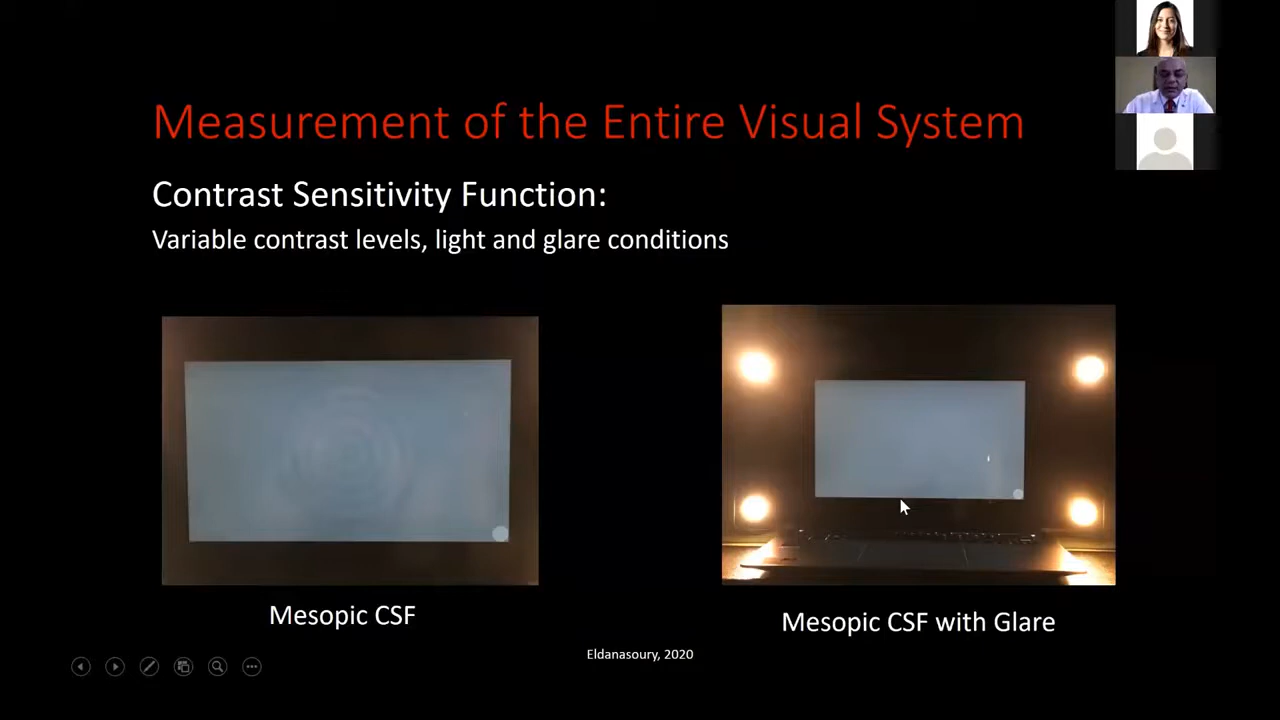 Measurement of the Entire Visual System
Contrast Sensitivity Function:
Variable contrast levels, light and glare conditions
Mesopic CSF
Mesopic CSF with Glare
Eldanasoury, 2020